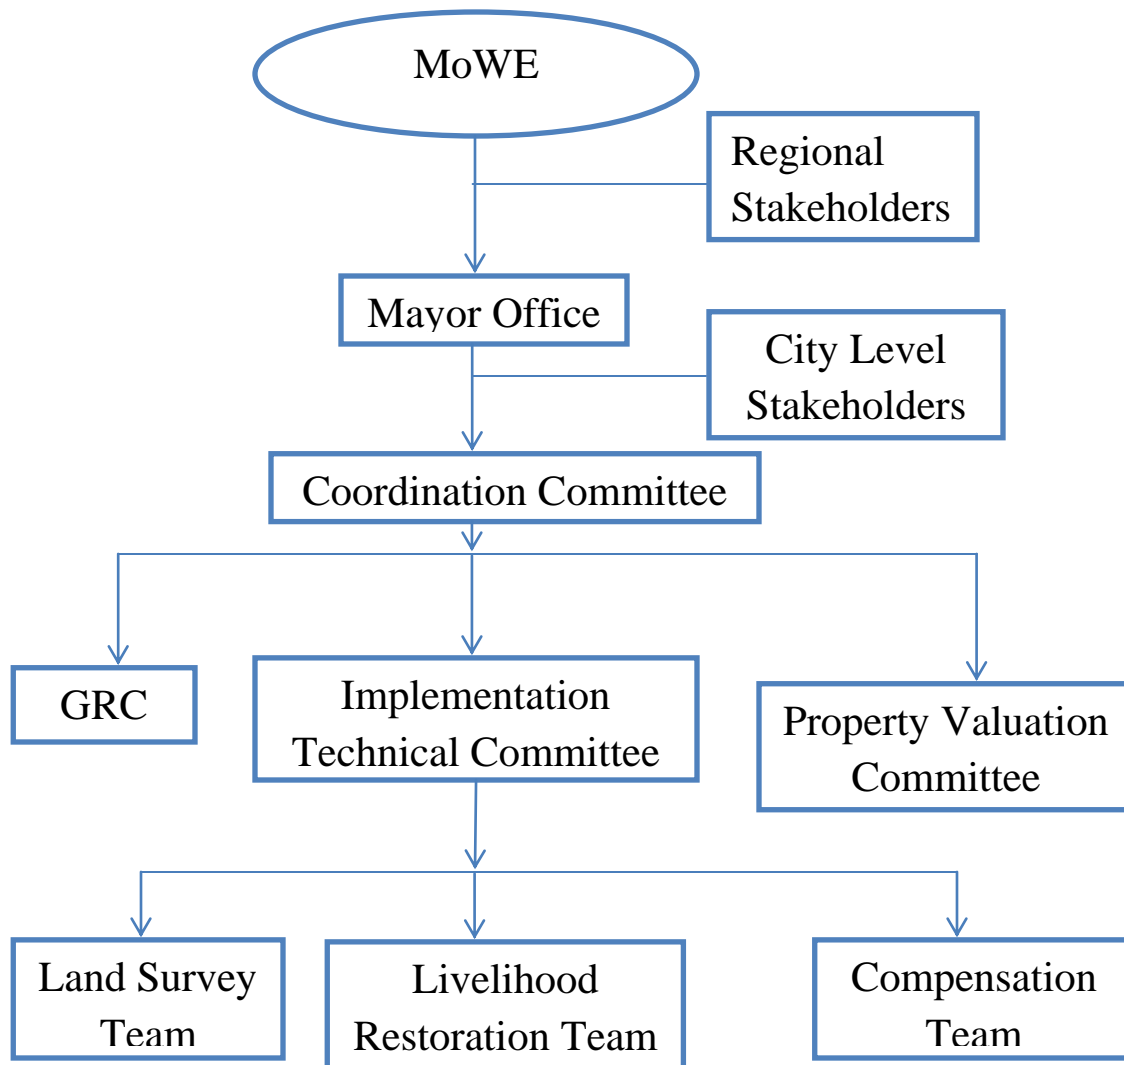 MoWE
Regional
Stakeholders
Mayor Office
City Level
Stakeholders
Coordination Committee
GRC
Implementation
Technical Committee
Property Valuation
Committee
Land Survey
Team
Livelihood
Restoration Team
Compensation
Team